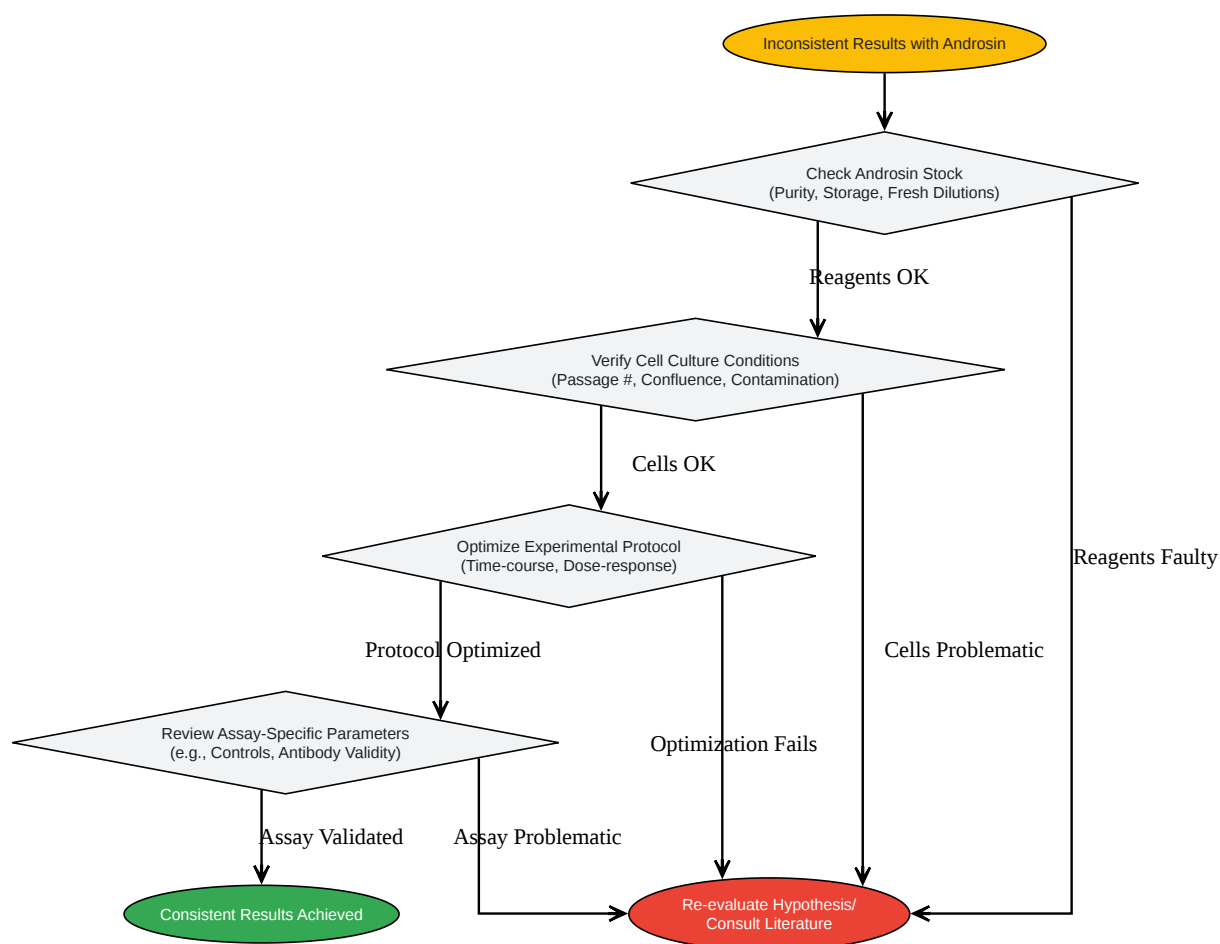 Inconsistent Results with Androsin
Check Androsin Stock
(Purity, Storage, Fresh Dilutions)
Reagents OK
Verify Cell Culture Conditions
(Passage #, Confluence, Contamination)
Cells OK
Optimize Experimental Protocol
(Time-course, Dose-response)
Reagents Faulty
Protocol Optimized
Cells Problematic
Review Assay-Specific Parameters
(e.g., Controls, Antibody Validity)
Optimization Fails
Assay Validated
Assay Problematic
Consistent Results Achieved
Re-evaluate Hypothesis/
Consult Literature